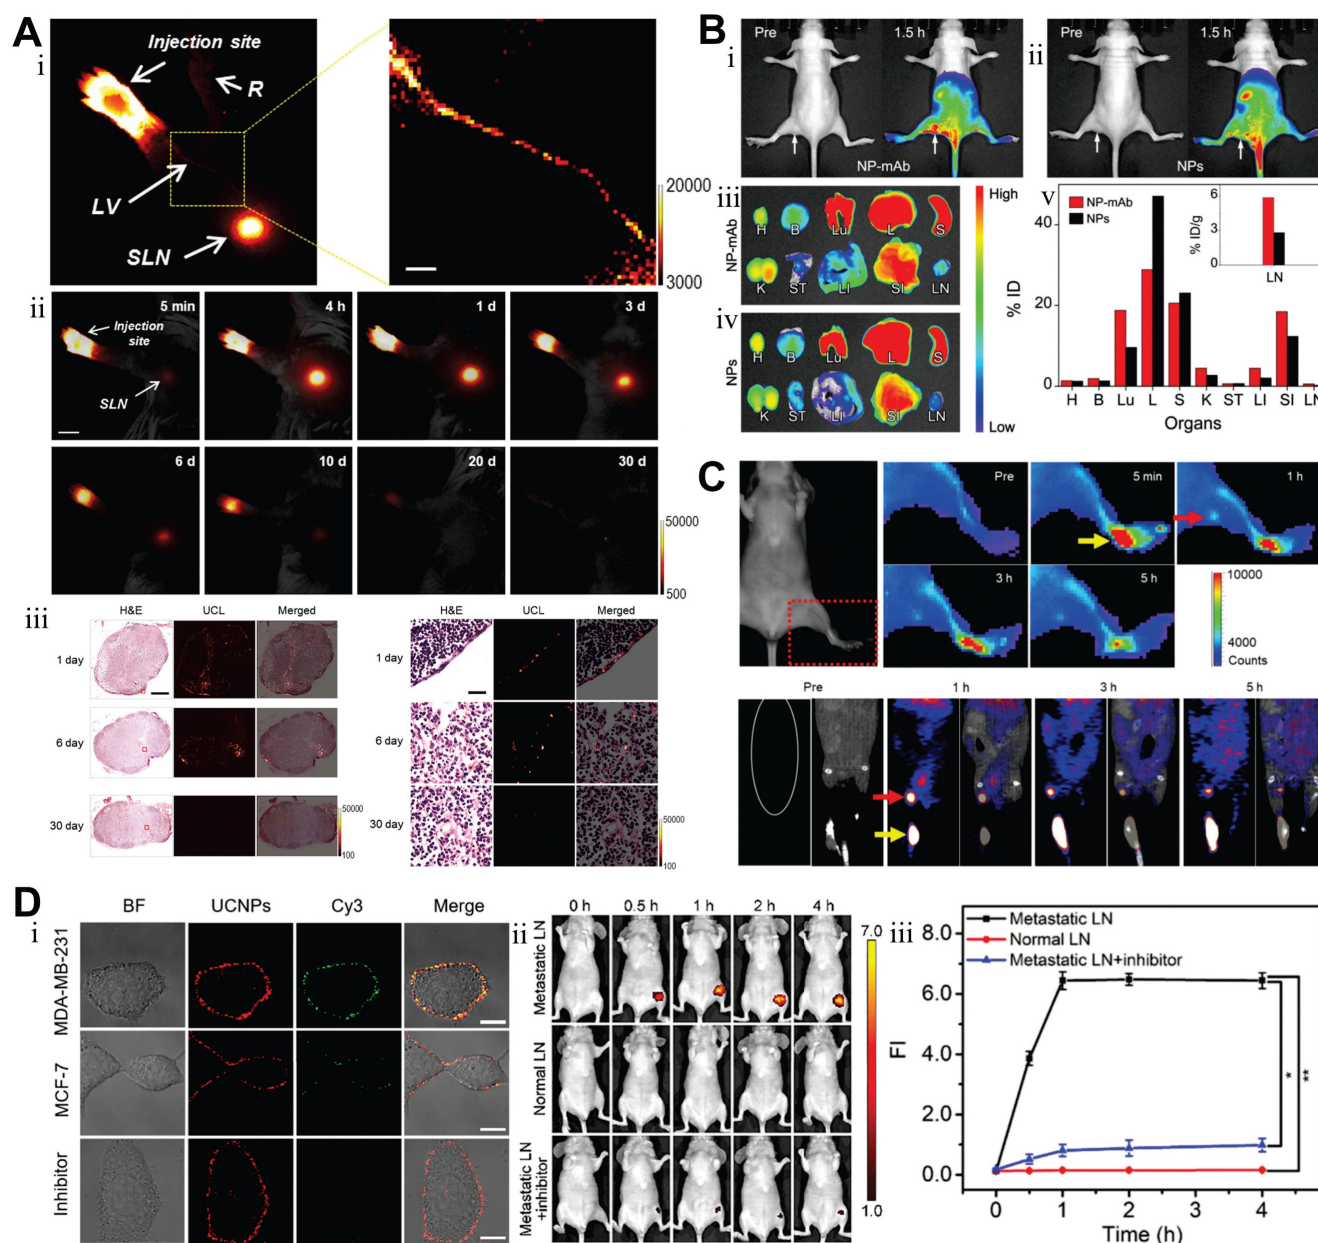 A
i
Injection site
R
LV
SLN
20000
3000
ii
5 min
4 h
1 d
3 d
Injection site
SLN
6 d
10 d
20 d
30 d
50000
500
iii
H&E
UCL
Merged
1 day
6 day
30 day
50000
100
H&E
UCL
Merged
1 day
6 day
30 day
50000
100
B
i
Pre
1.5 h
NP-mAb
ii
Pre
1.5 h
NPs
iii
NP-mAb
H B Lu L S
K ST LI SI LN
iv
NPs
H B Lu L S
K ST LI SI LN
High
Low
v
NP-mAb
NPs
% ID
40
20
0
H B Lu L S K ST LI SI LN
Organs
% ID/g
6
3
0
LN
C
Pre
5 min
1 h
3 h
5 h
10000
4000
Counts
Pre
1 h
3 h
5 h
D
i
BF
UCNPs
Cy3
Merge
MDA-MB-231
MCF-7
Inhibitor
ii
0 h
0.5 h
1 h
2 h
4 h
Metastatic LN
Normal LN
Metastatic LN
+inhibitor
7.0
1.0
iii
Metastatic LN
Normal LN
Metastatic LN+inhibitor
FI
8.0
6.0
4.0
2.0
0.0
0 1 2 3 4
Time (h)
*
**